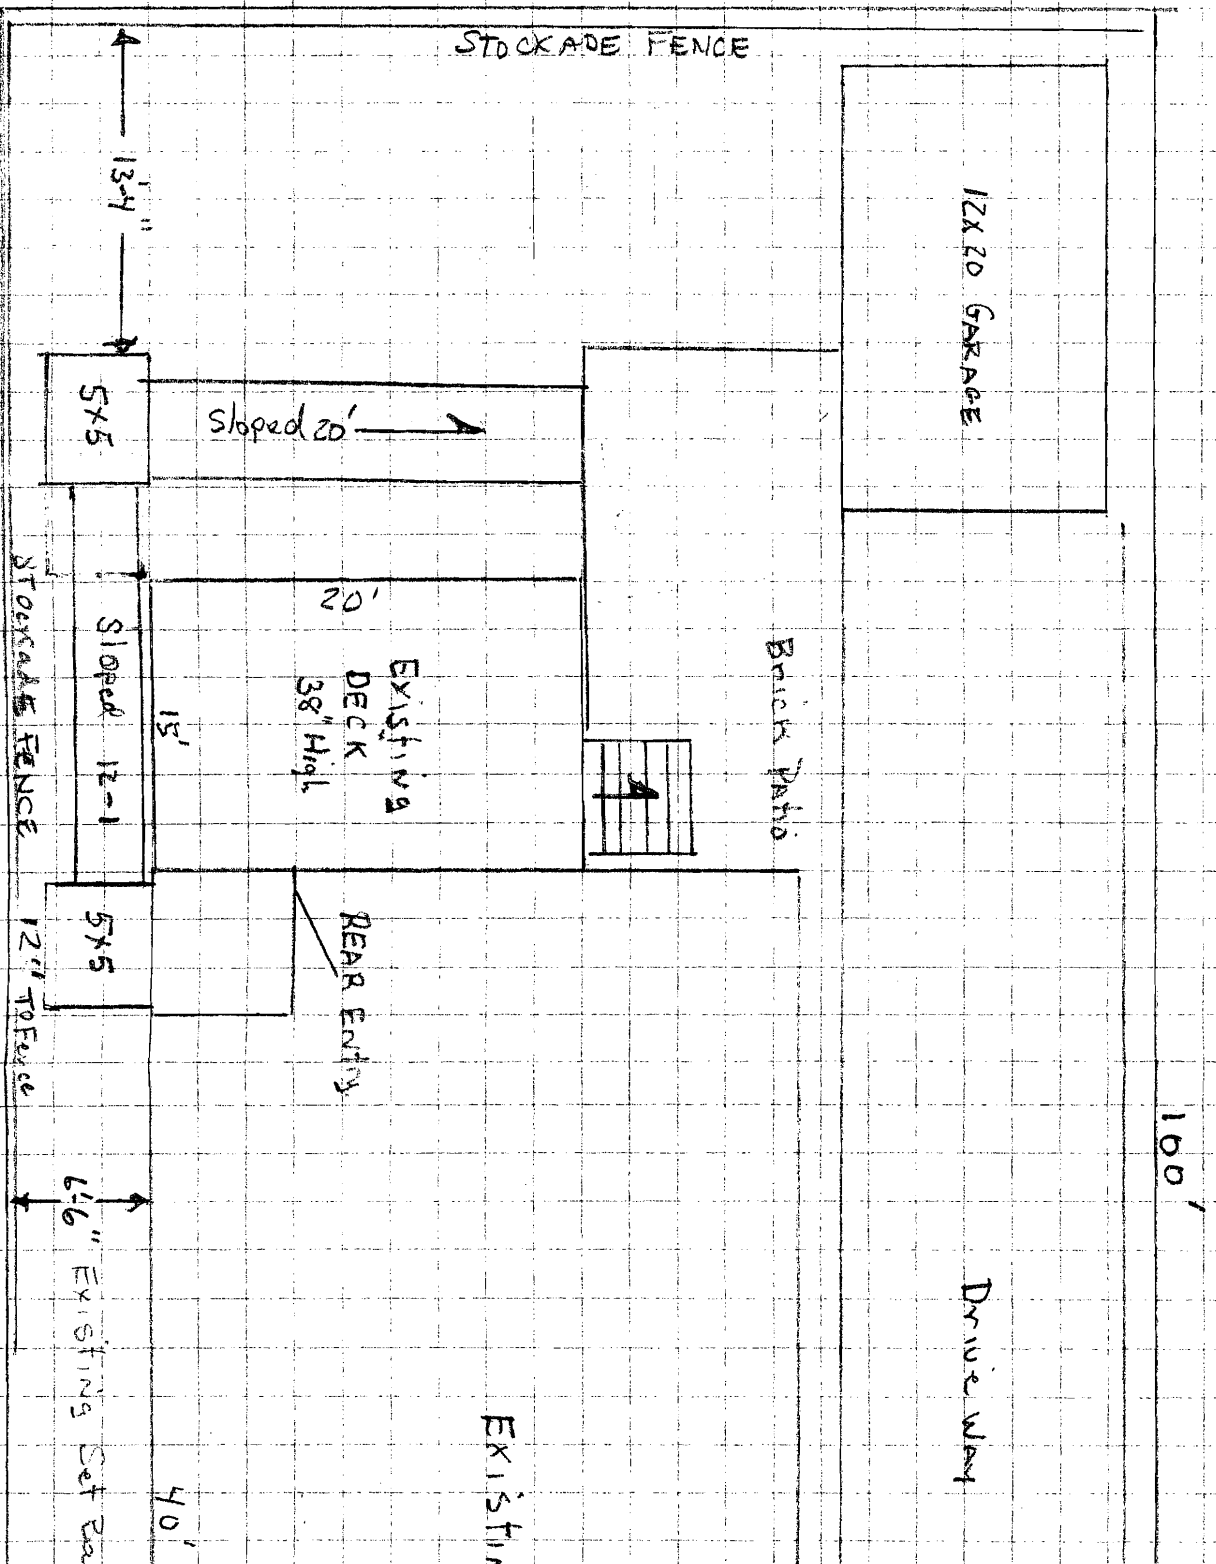 STOCKADE FENCE
12X20 GARAGE
13'-4"
5X5
Sloped 20'
20'
EXISTING
DECK
38" High
15'
Sloped 12-1
STOCKADE FENCE
Brick Patio
5X5
12" TO Fence
REAR Entry
100'
6'-6" EXISTING Set Ba
Drive Way
EXISTIN
40'